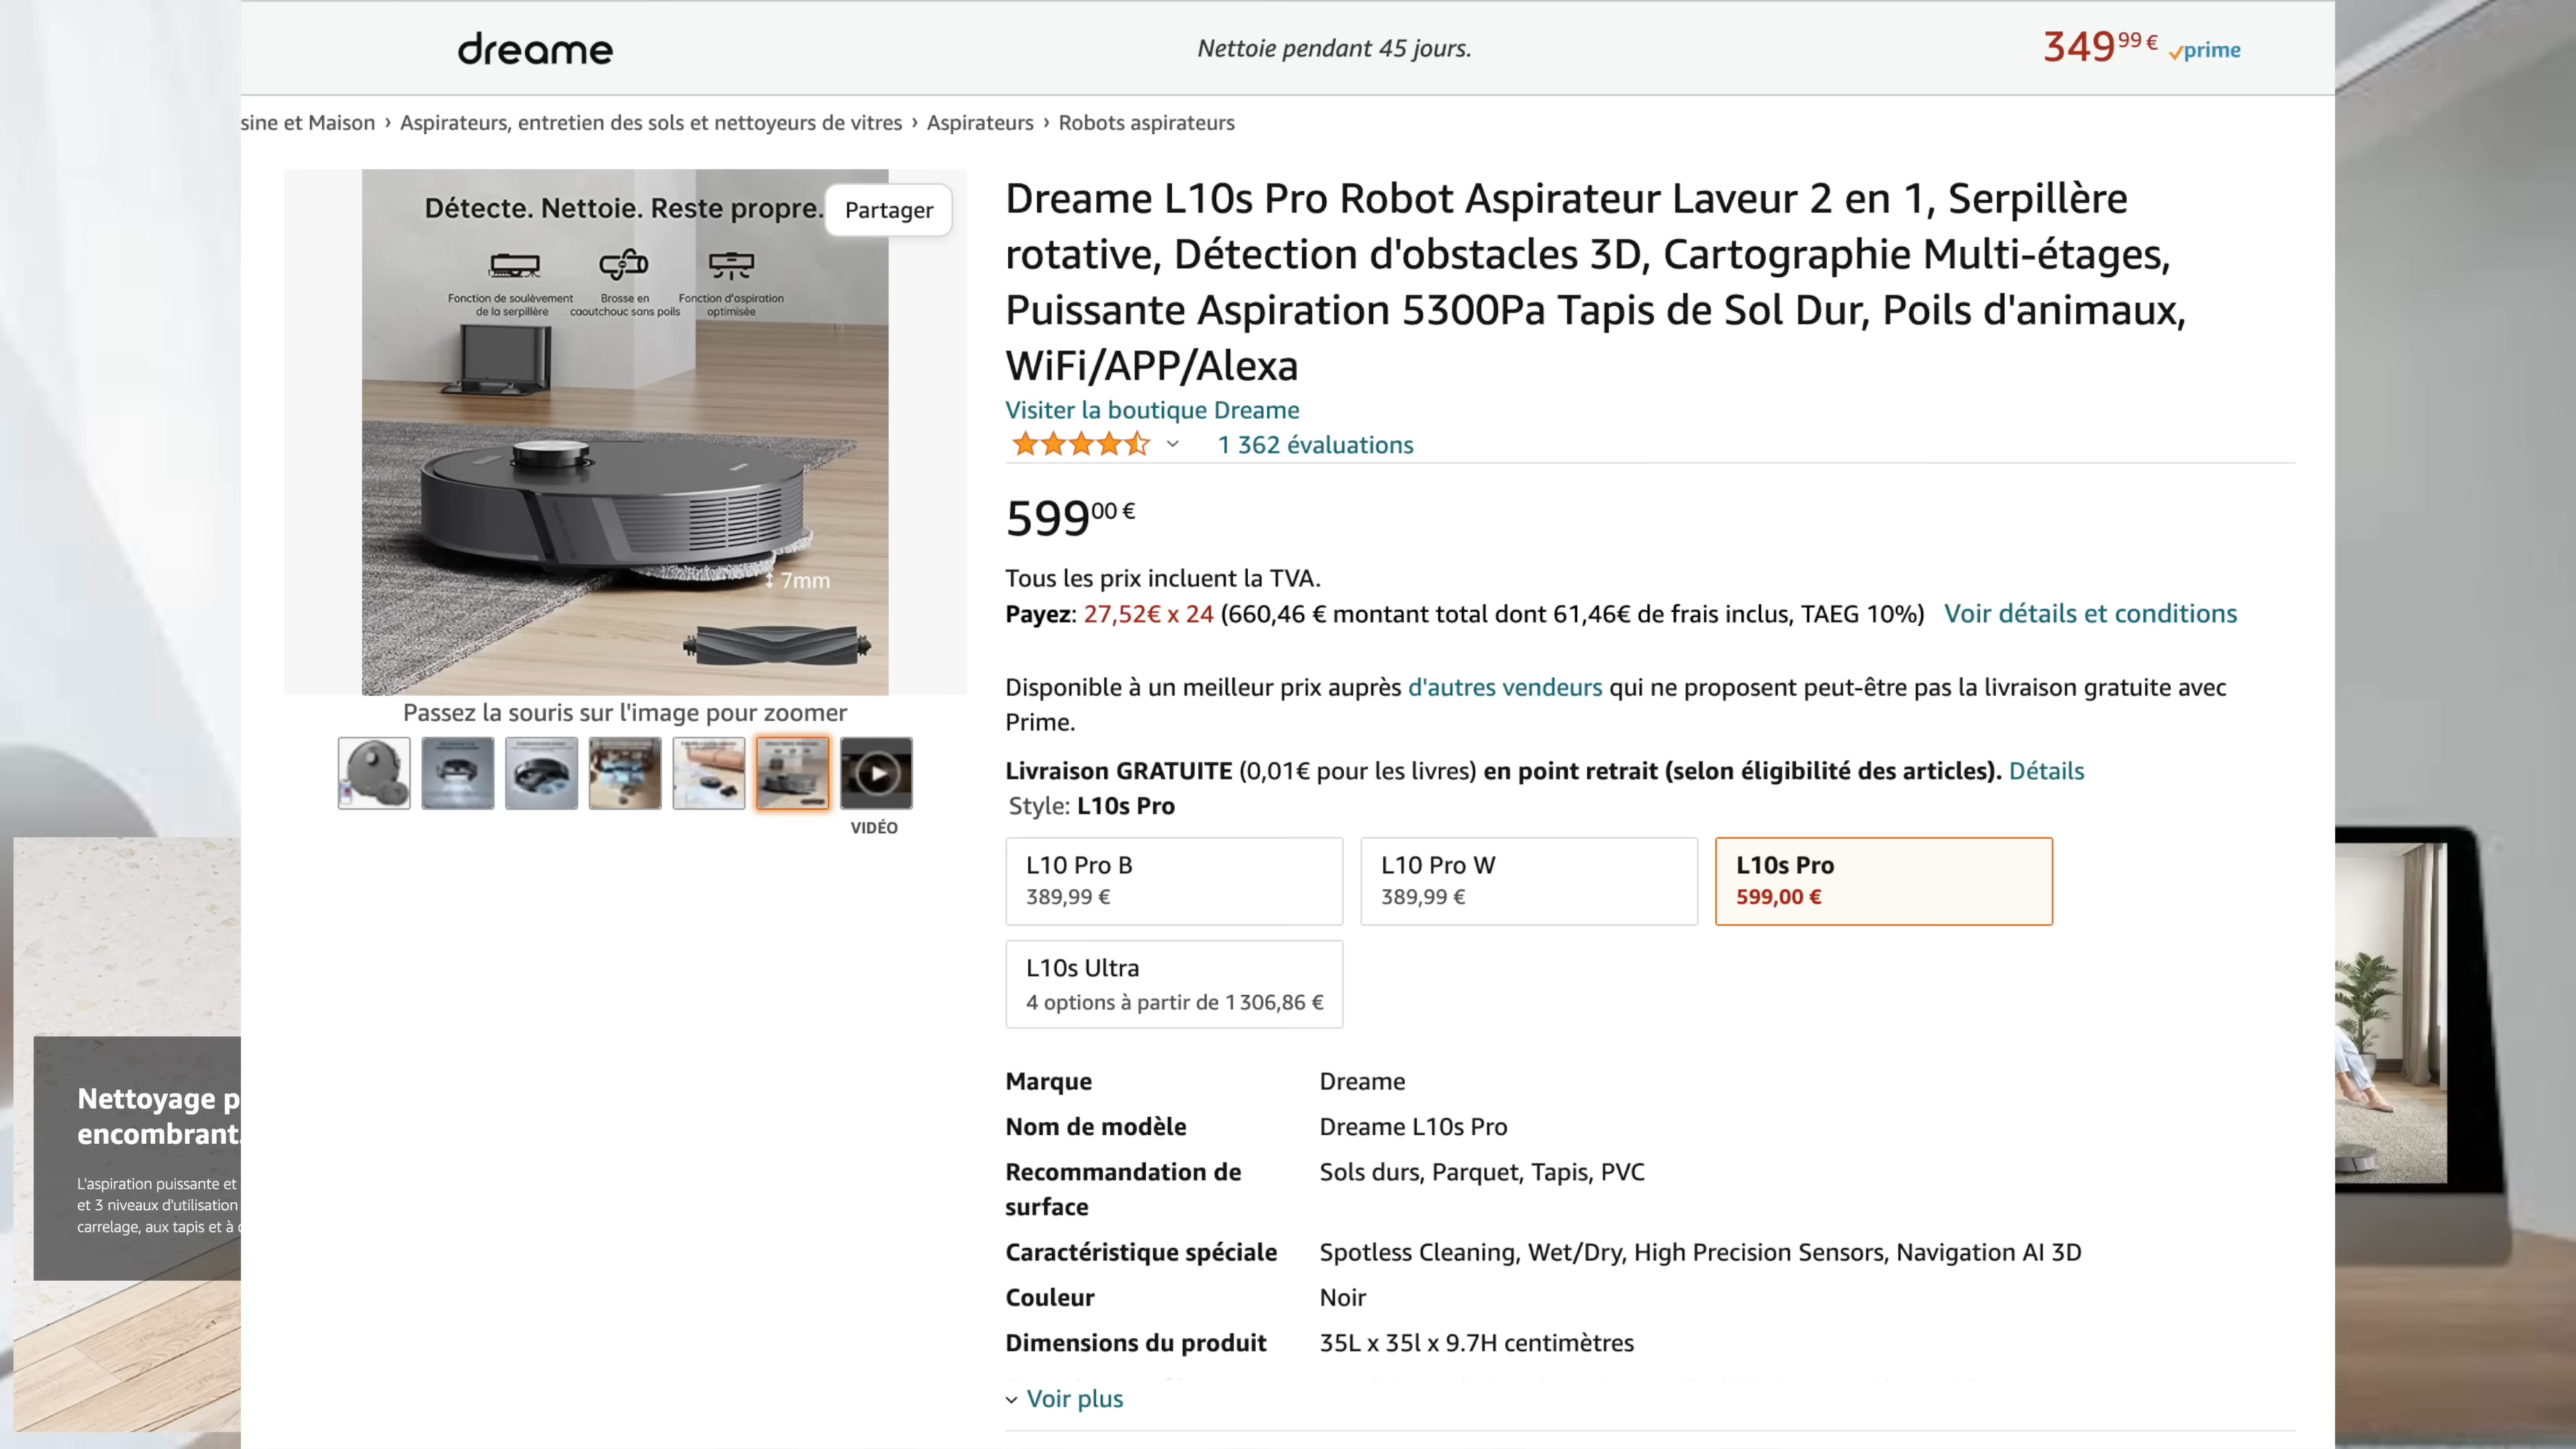 dreame
Nettoie pendant 45 jours.
349 99 € prime
sine et Maison › Aspirateurs, entretien des sols et nettoyeurs de vitres › Aspirateurs › Robots aspirateurs
Détecte. Nettoie. Reste propre.
Partager
Fonction de soulèvement
de la serpillère
Brosse en
caoutchouc sans poils
Fonction d'aspiration
optimisée
7mm
Passez la souris sur l'image pour zoomer
VIDÉO
Dreame L10s Pro Robot Aspirateur Laveur 2 en 1, Serpillère
rotative, Détection d'obstacles 3D, Cartographie Multi-étages,
Puissante Aspiration 5300Pa Tapis de Sol Dur, Poils d'animaux,
WiFi/APP/Alexa
Visiter la boutique Dreame
1 362 évaluations
599 00 €
Tous les prix incluent la TVA.
Payez: 27,52€ x 24 (660,46 € montant total dont 61,46€ de frais inclus, TAEG 10%) Voir détails et conditions
Disponible à un meilleur prix auprès d'autres vendeurs qui ne proposent peut-être pas la livraison gratuite avec
Prime.
Livraison GRATUITE (0,01€ pour les livres) en point retrait (selon éligibilité des articles). Détails
Style: L10s Pro
L10 Pro B
389,99 €
L10 Pro W
389,99 €
L10s Pro
599,00 €
L10s Ultra
4 options à partir de 1 306,86 €
Marque Dreame
Nom de modèle Dreame L10s Pro
Recommandation de
surface
Sols durs, Parquet, Tapis, PVC
Caractéristique spéciale Spotless Cleaning, Wet/Dry, High Precision Sensors, Navigation AI 3D
Couleur Noir
Dimensions du produit 35L x 35l x 9.7H centimètres
Voir plus
Nettoyage p
encombrant.
L'aspiration puissante et
et 3 niveaux d'utilisation
carrelage, aux tapis et à